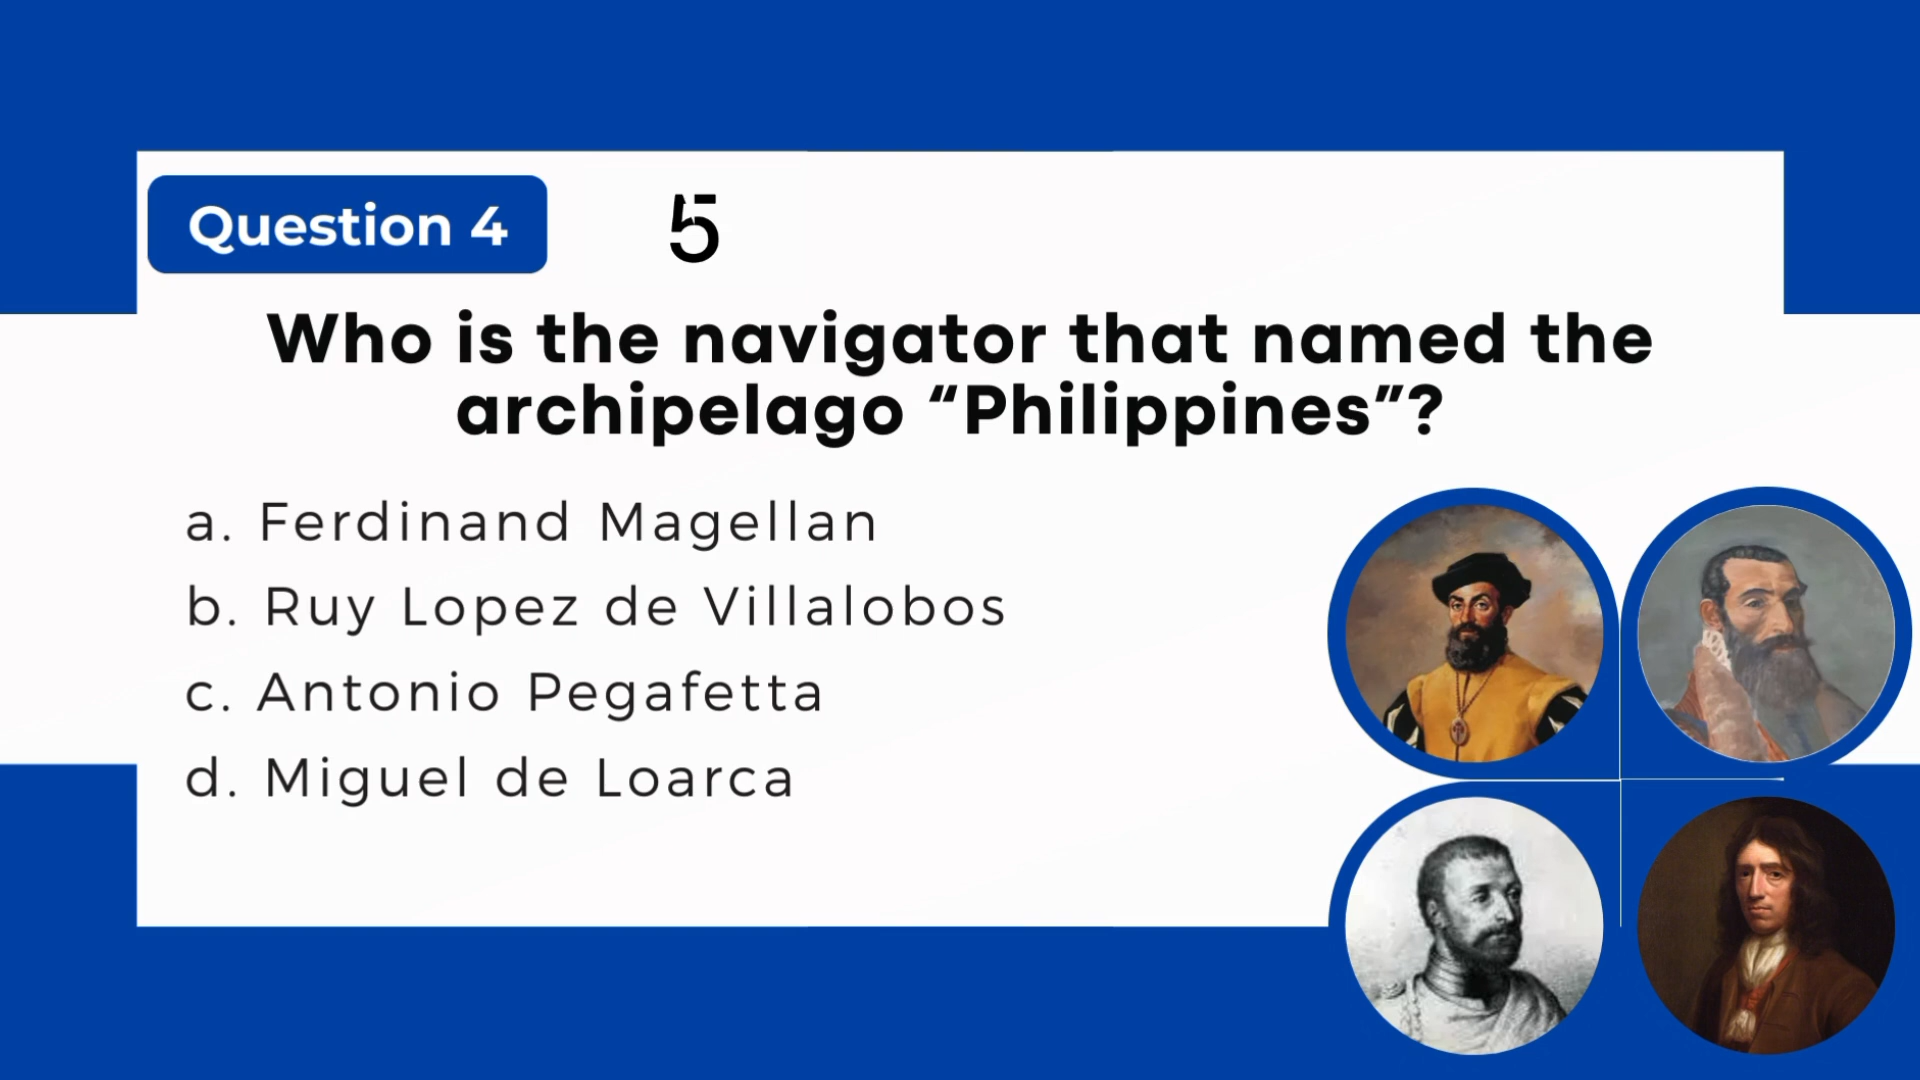 Question 4
5
Who is the navigator that named the
archipelago “Philippines”?
a. Ferdinand Magellan
b. Ruy Lopez de Villalobos
c. Antonio Pegafetta
d. Miguel de Loarca